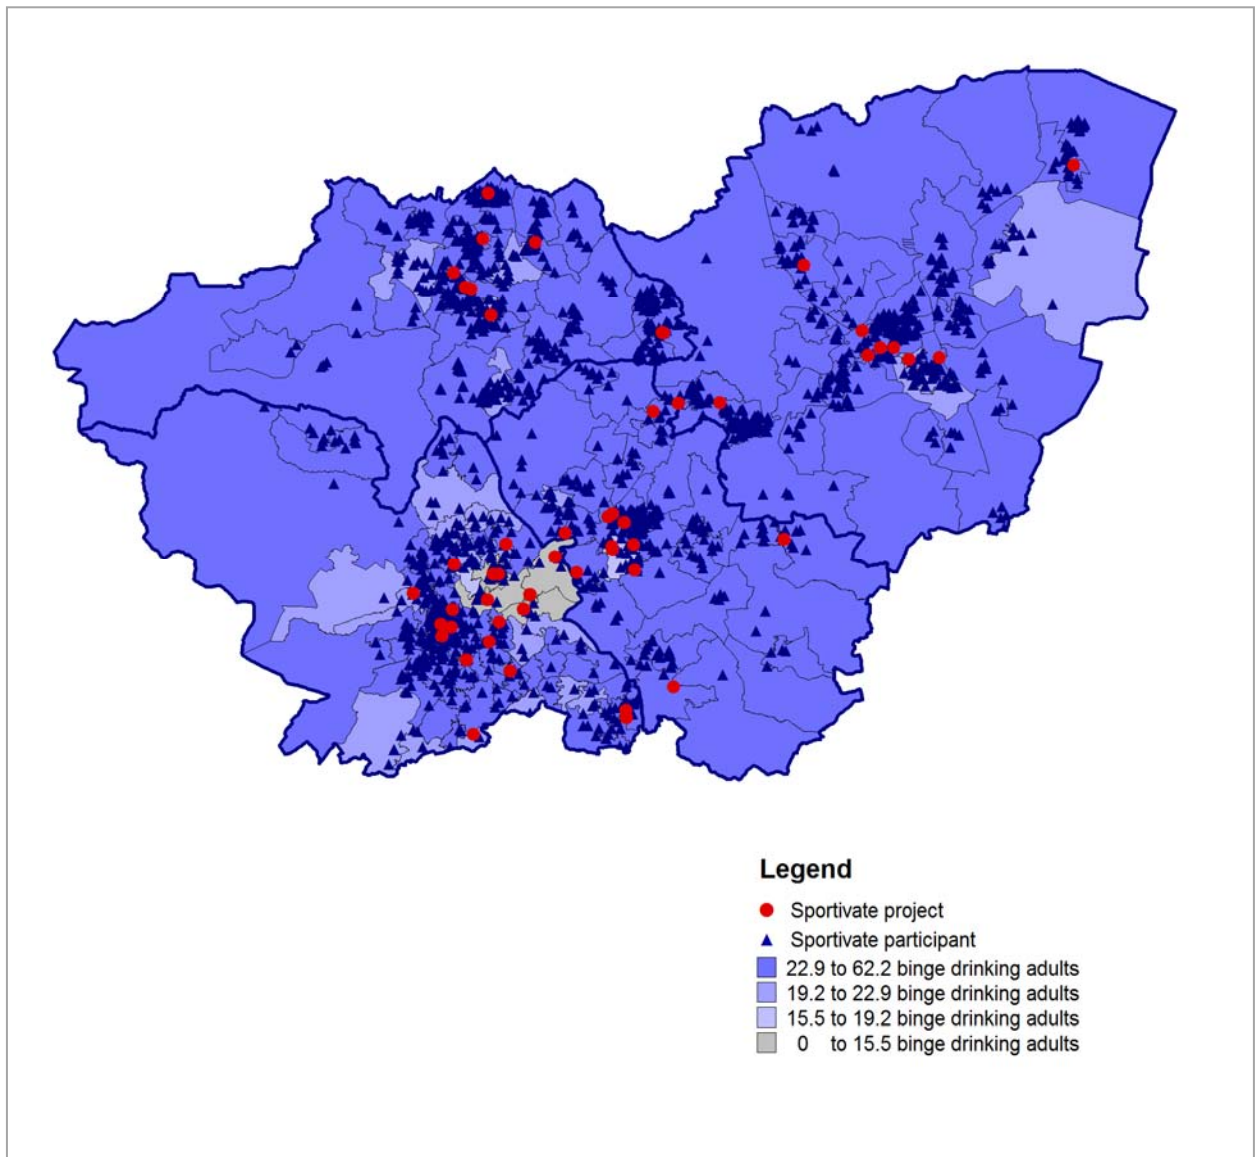 Legend
Sportivate project
Sportivate participant
22.9 to 62.2 binge drinking adults
19.2 to 22.9 binge drinking adults
15.5 to 19.2 binge drinking adults
0 to 15.5 binge drinking adults